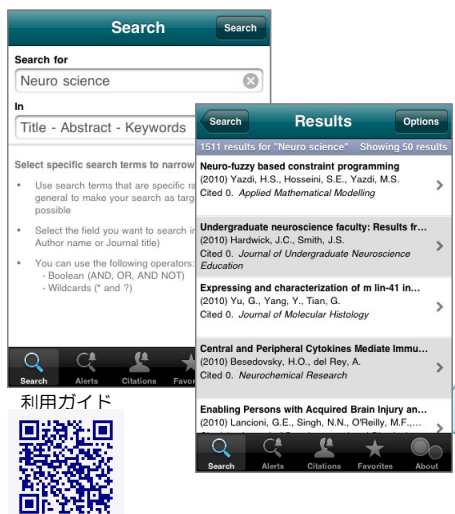 Search
Search
Search for
Neuro science
In
Title - Abstract - Keywords
Select specific search terms to narrow
• Use search terms that are specific ra
general to make your search as targ
possible
• Select the field you want to search in
Author name or Journal title)
• You can use the following operators:
- Boolean (AND, OR, AND NOT)
- Wildcards (* and ?)
Search Alerts Citations Favor
利用ガイド
Search
Results
Options
1511 results for "Neuro science" Showing 50 results
Neuro-fuzzy based constraint programming
(2010) Yazdi, H.S., Hosseini, S.E., Yazdi, M.S.
Cited 0. Applied Mathematical Modelling
Undergraduate neuroscience faculty: Results fr...
(2010) Hardwick, J.C., Smith, J.S.
Cited 0. Journal of Undergraduate Neuroscience
Education
Expressing and characterization of m lin-41 in...
(2010) Yu, G., Yang, Y., Tian, G.
Cited 0. Journal of Molecular Histology
Central and Peripheral Cytokines Mediate Immu...
(2010) Besedovsky, H.O., del Rey, A.
Cited 0. Neurochemical Research
Enabling Persons with Acquired Brain Injury an...
(2010) Lancioni, G.E., Singh, N.N., O'Reilly, M.F.,...
Search Alerts Citations Favorites About